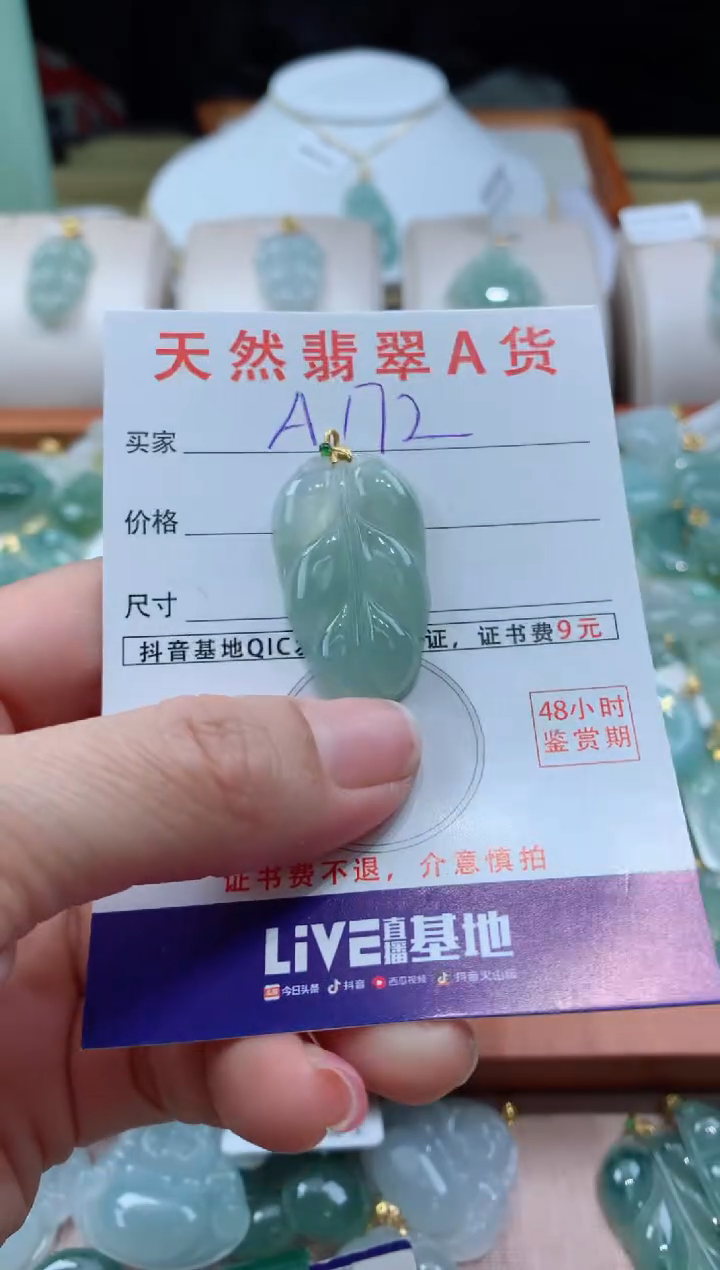 天然翡翠A货
买家 A172
价格
尺寸
抖音基地QIC 证，证书费9元
48小时
鉴赏期
证书费不退，介意慎拍
LiVE直播基地
今日头条 抖音 西瓜视频 抖音火山版